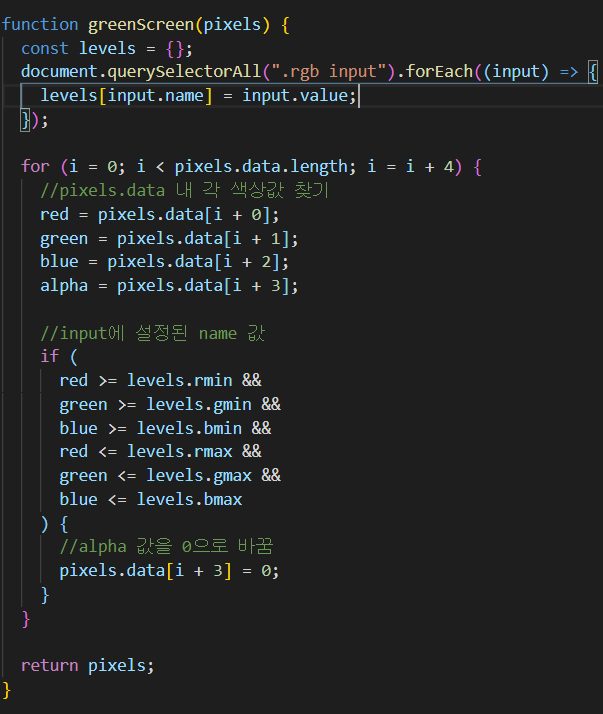 function greenScreen(pixels) {
  const levels = {};
  document.querySelectorAll(".rgb input").forEach((input) => {
    levels[input.name] = input.value;
  });

  for (i = 0; i < pixels.data.length; i = i + 4) {
    //pixels.data 내 각 색상값 찾기
    red = pixels.data[i + 0];
    green = pixels.data[i + 1];
    blue = pixels.data[i + 2];
    alpha = pixels.data[i + 3];

    //input에 설정된 name 값
    if (
      red >= levels.rmin &&
      green >= levels.gmin &&
      blue >= levels.bmin &&
      red <= levels.rmax &&
      green <= levels.gmax &&
      blue <= levels.bmax
    ) {
      //alpha 값을 0으로 바꿈
      pixels.data[i + 3] = 0;
    }
  }

  return pixels;
}